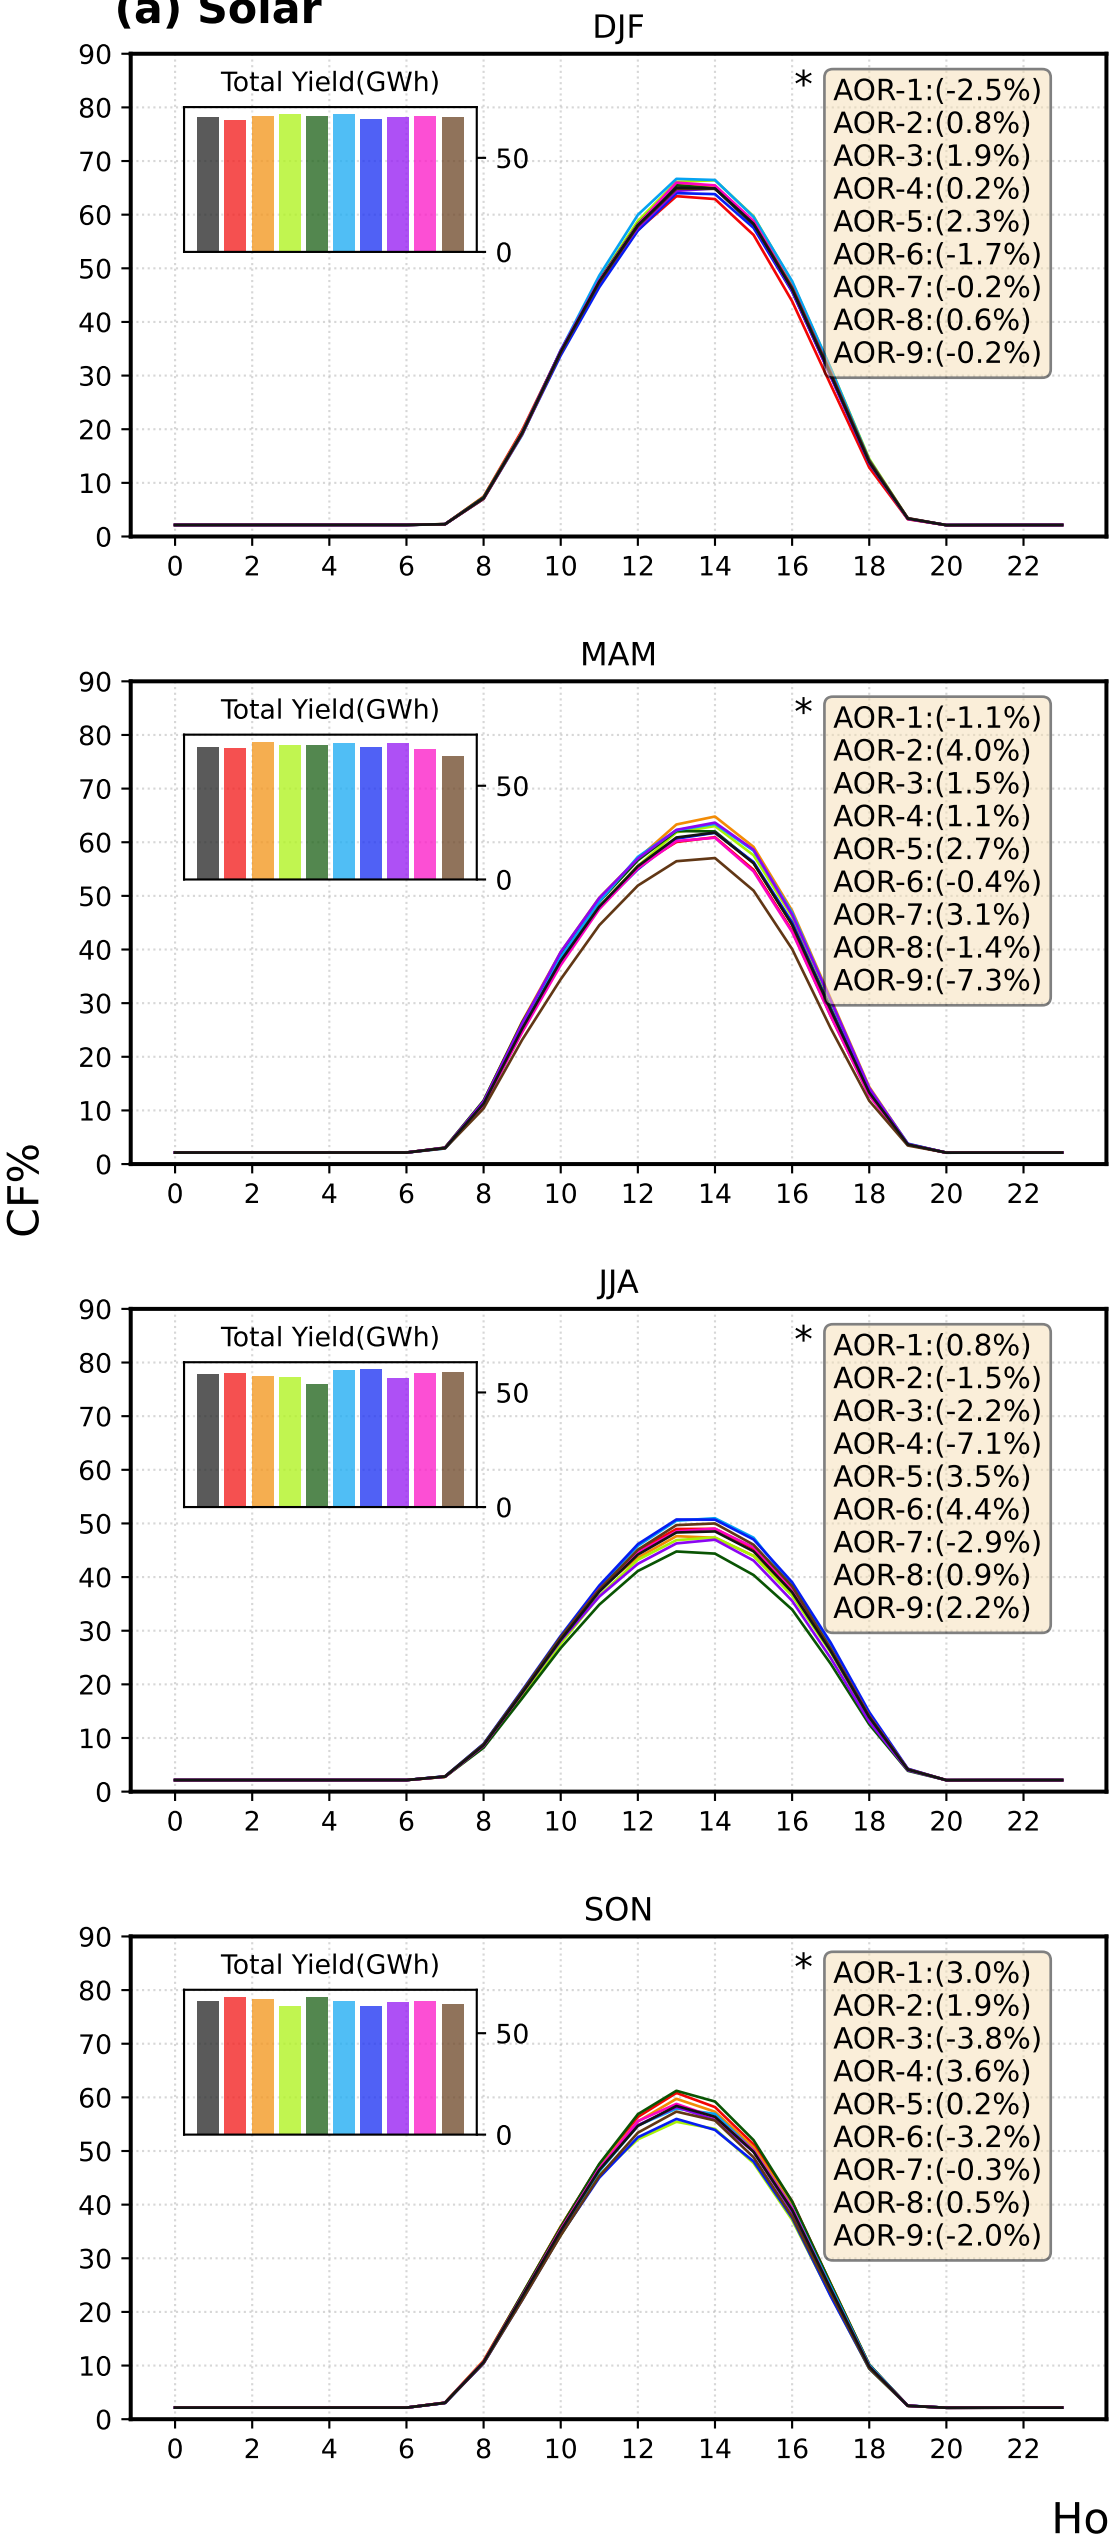 (a) Solar
DJF
90
80
70
60
50
40
30
20
10
0
Total Yield(GWh)
50
0
*
AOR-1:(-2.5%)
AOR-2:(0.8%)
AOR-3:(1.9%)
AOR-4:(0.2%)
AOR-5:(2.3%)
AOR-6:(-1.7%)
AOR-7:(-0.2%)
AOR-8:(0.6%)
AOR-9:(-0.2%)
0 2 4 6 8 10 12 14 16 18 20 22
MAM
90
80
70
60
50
40
30
20
10
0
Total Yield(GWh)
50
0
*
AOR-1:(-1.1%)
AOR-2:(4.0%)
AOR-3:(1.5%)
AOR-4:(1.1%)
AOR-5:(2.7%)
AOR-6:(-0.4%)
AOR-7:(3.1%)
AOR-8:(-1.4%)
AOR-9:(-7.3%)
0 2 4 6 8 10 12 14 16 18 20 22
CF%
JJA
90
80
70
60
50
40
30
20
10
0
Total Yield(GWh)
50
0
*
AOR-1:(0.8%)
AOR-2:(-1.5%)
AOR-3:(-2.2%)
AOR-4:(-7.1%)
AOR-5:(3.5%)
AOR-6:(4.4%)
AOR-7:(-2.9%)
AOR-8:(0.9%)
AOR-9:(2.2%)
0 2 4 6 8 10 12 14 16 18 20 22
SON
90
80
70
60
50
40
30
20
10
0
Total Yield(GWh)
50
0
*
AOR-1:(3.0%)
AOR-2:(1.9%)
AOR-3:(-3.8%)
AOR-4:(3.6%)
AOR-5:(0.2%)
AOR-6:(-3.2%)
AOR-7:(-0.3%)
AOR-8:(0.5%)
AOR-9:(-2.0%)
0 2 4 6 8 10 12 14 16 18 20 22
Ho